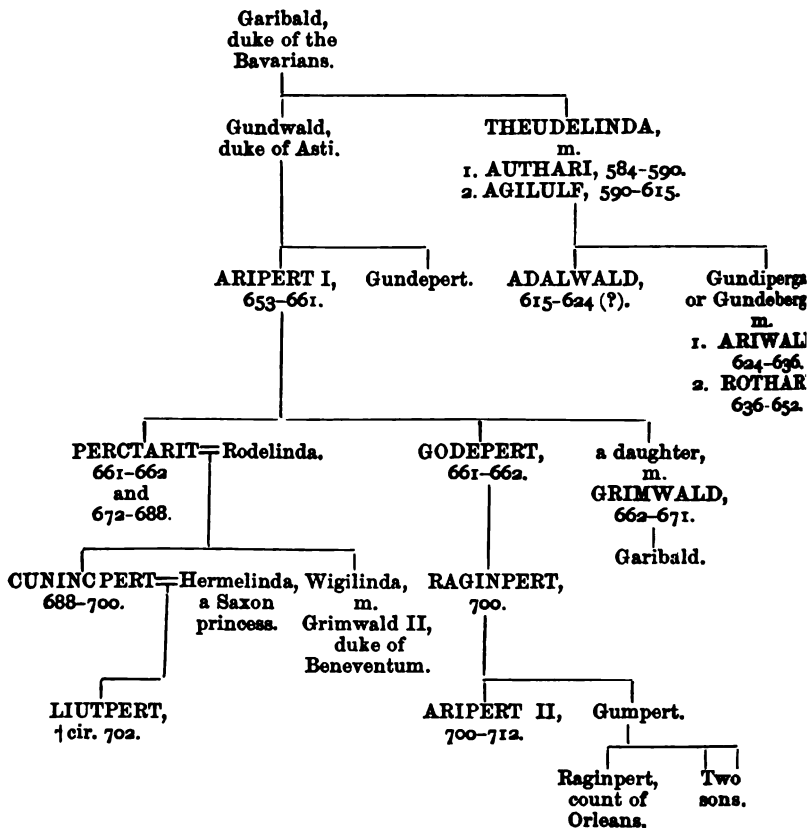 Garibald,
duke of the
Bavarians.
Gundwald,
duke of Asti.
THEUDELINDA,
m.
1. AUTHARI, 584-590.
2. AGILULF, 590-615.
ARIPERT I,
653-661.
Gundepert.
ADALWALD,
615-624 (?).
Gundiperga
or Gundeberg
m.
1. ARIWAL
624-636.
2. ROTHAR
636-652.
PERCTARIT
661-662
and
672-688.
Rodelinda.
GODEPERT,
661-662.
a daughter,
m.
GRIMWALD,
662-671.
Garibald.
CUNINCPERT
688-700.
Hermelinda,
a Saxon
princess.
Wigilinda,
m.
Grimwald II,
duke of
Beneventum.
RAGINPERT,
700.
LIUTPERT,
†cir. 702.
ARIPERT II,
700-712.
Gumpert.
Raginpert,
count of
Orleans.
Two
sons.